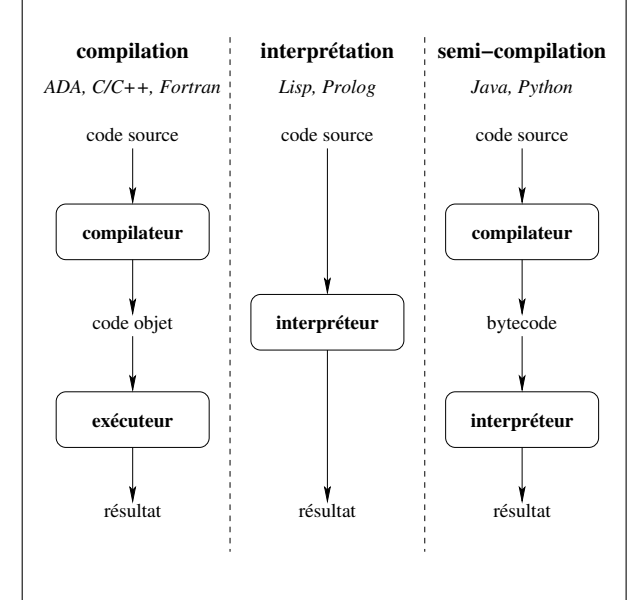 compilation
ADA, C/C++, Fortran
code source
compilateur
code objet
exécuteur
résultat
interprétation
Lisp, Prolog
code source
interpréteur
résultat
semi−compilation
Java, Python
code source
compilateur
bytecode
interpréteur
résultat